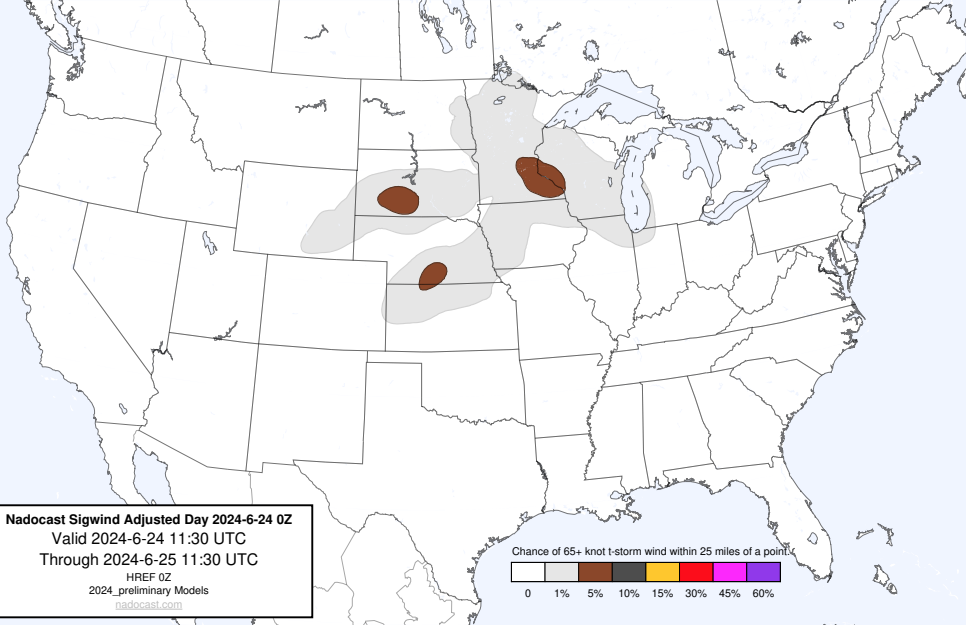 Nadocast Sigwind Adjusted Day 2024-6-24 0Z
Valid 2024-6-24 11:30 UTC
Through 2024-6-25 11:30 UTC
HREF 0Z
2024_preliminary Models
nadocast.com
Chance of 65+ knot t-storm wind within 25 miles of a point.
0 1% 5% 10% 15% 30% 45% 60%